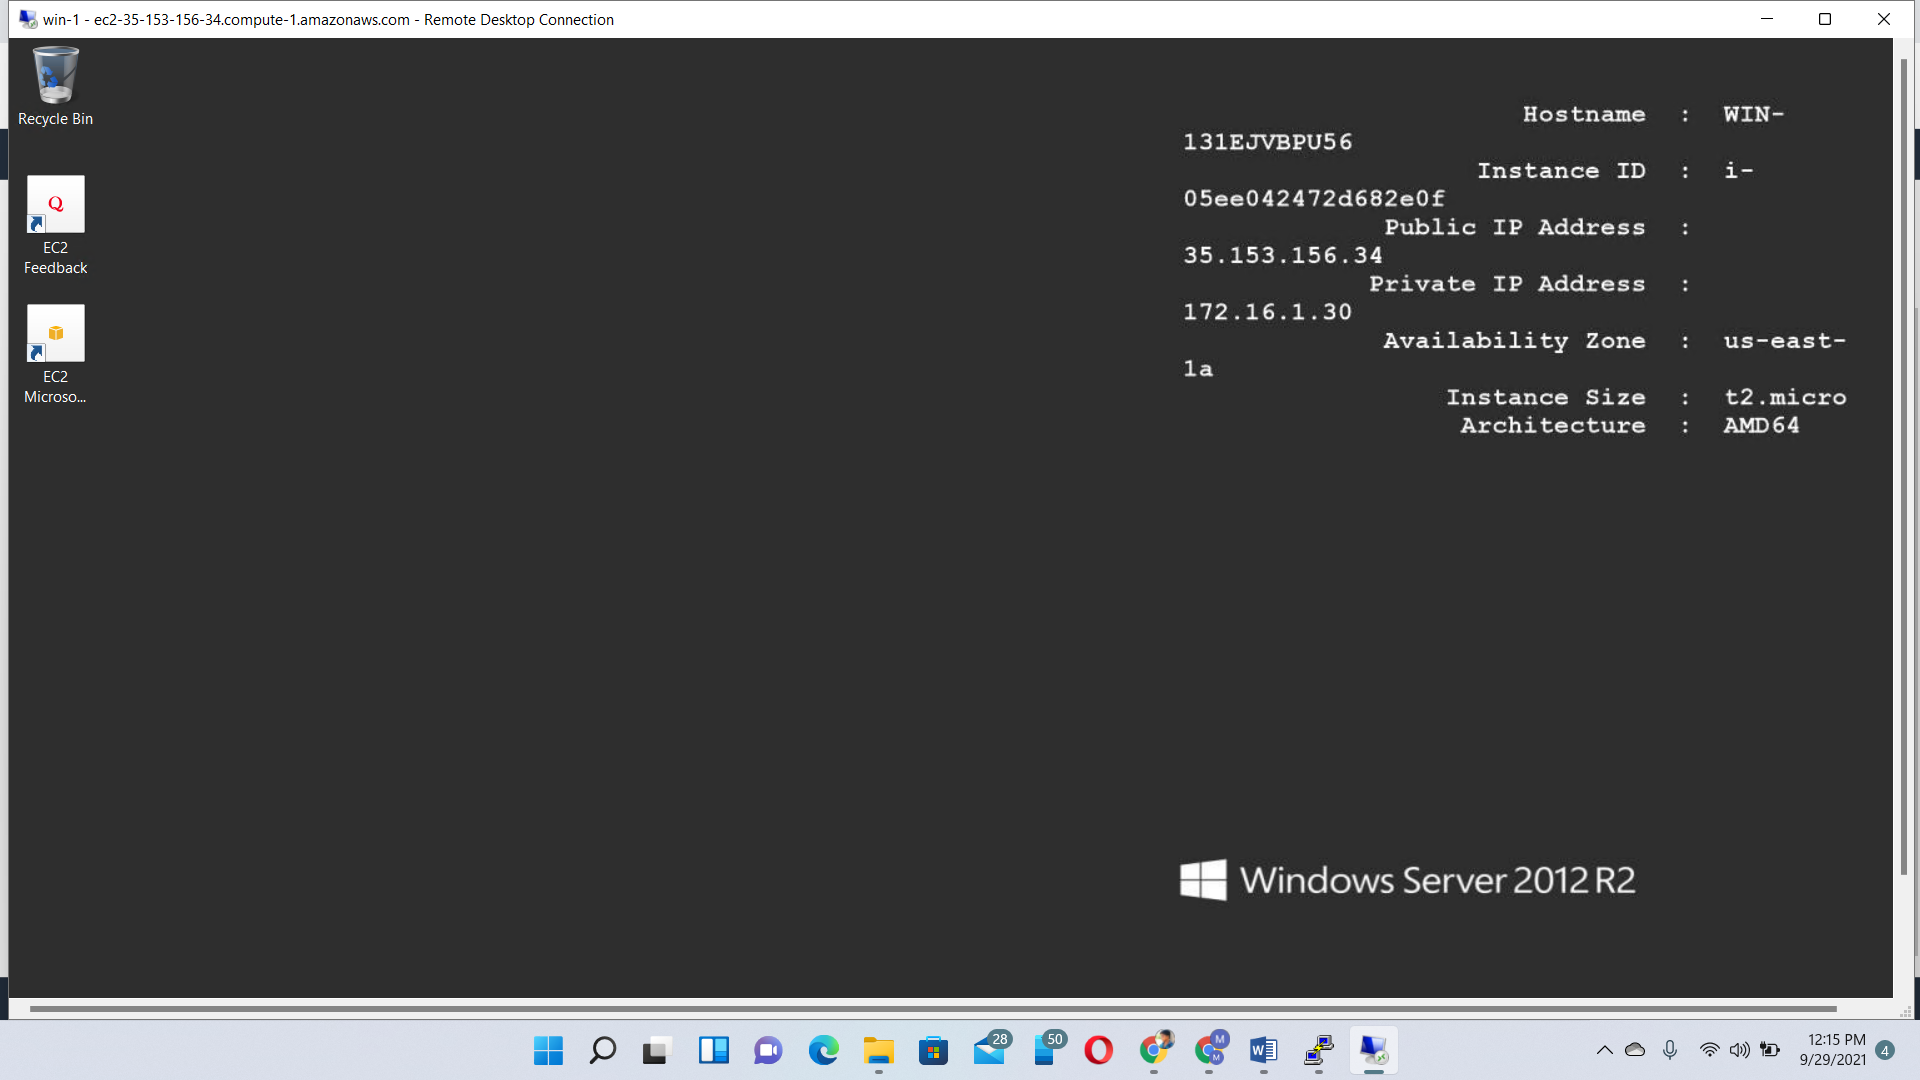 win-1 - ec2-35-153-156-34.compute-1.amazonaws.com - Remote Desktop Connection
Recycle Bin
EC2
Feedback
EC2
Microso...
Hostname : WIN-
131EJVBPU56
Instance ID : i-
05ee042472d682e0f
Public IP Address :
35.153.156.34
Private IP Address :
172.16.1.30
Availability Zone : us-east-
1a
Instance Size : t2.micro
Architecture : AMD64
Windows Server 2012 R2
28
50
M
M
12:15 PM
9/29/2021
4